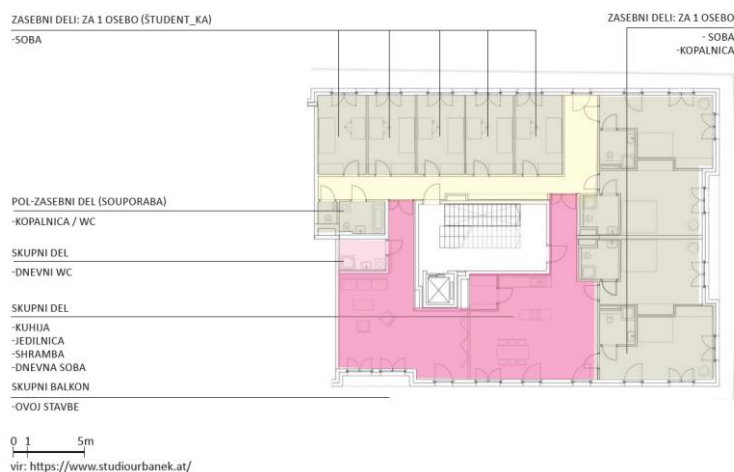 ZASEBNI DELI: ZA 1 OSEBO (ŠTUDENT_KA)
-SOBA
ZASEBNI DELI: ZA 1 OSEBO
- SOBA
-KOPALNICA
POL-ZASEBNI DEL (SOUPORABA)
-KOPALNICA / WC
SKUPNI DEL
-DNEVNI WC
SKUPNI DEL
-KUHIJA
-JEDILNICA
-SHRAMBA
-DNEVNA SOBA
SKUPNI BALKON
-OVOJ STAVBE
0 1 5m
vir: https://www.studiourbanek.at/